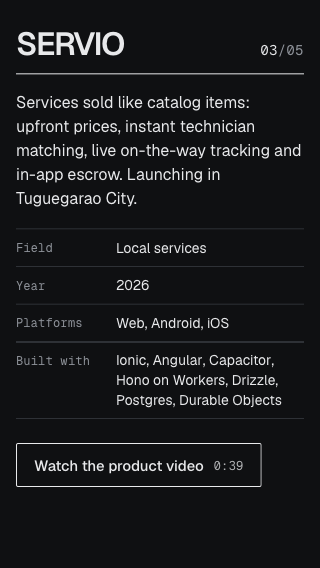 SERVIO
03/05
Services sold like catalog items:
upfront prices, instant technician
matching, live on-the-way tracking and
in-app escrow. Launching in
Tuguegarao City.
Field Local services
Year 2026
Platforms Web, Android, iOS
Built with Ionic, Angular, Capacitor,
Hono on Workers, Drizzle,
Postgres, Durable Objects
Watch the product video 0:39